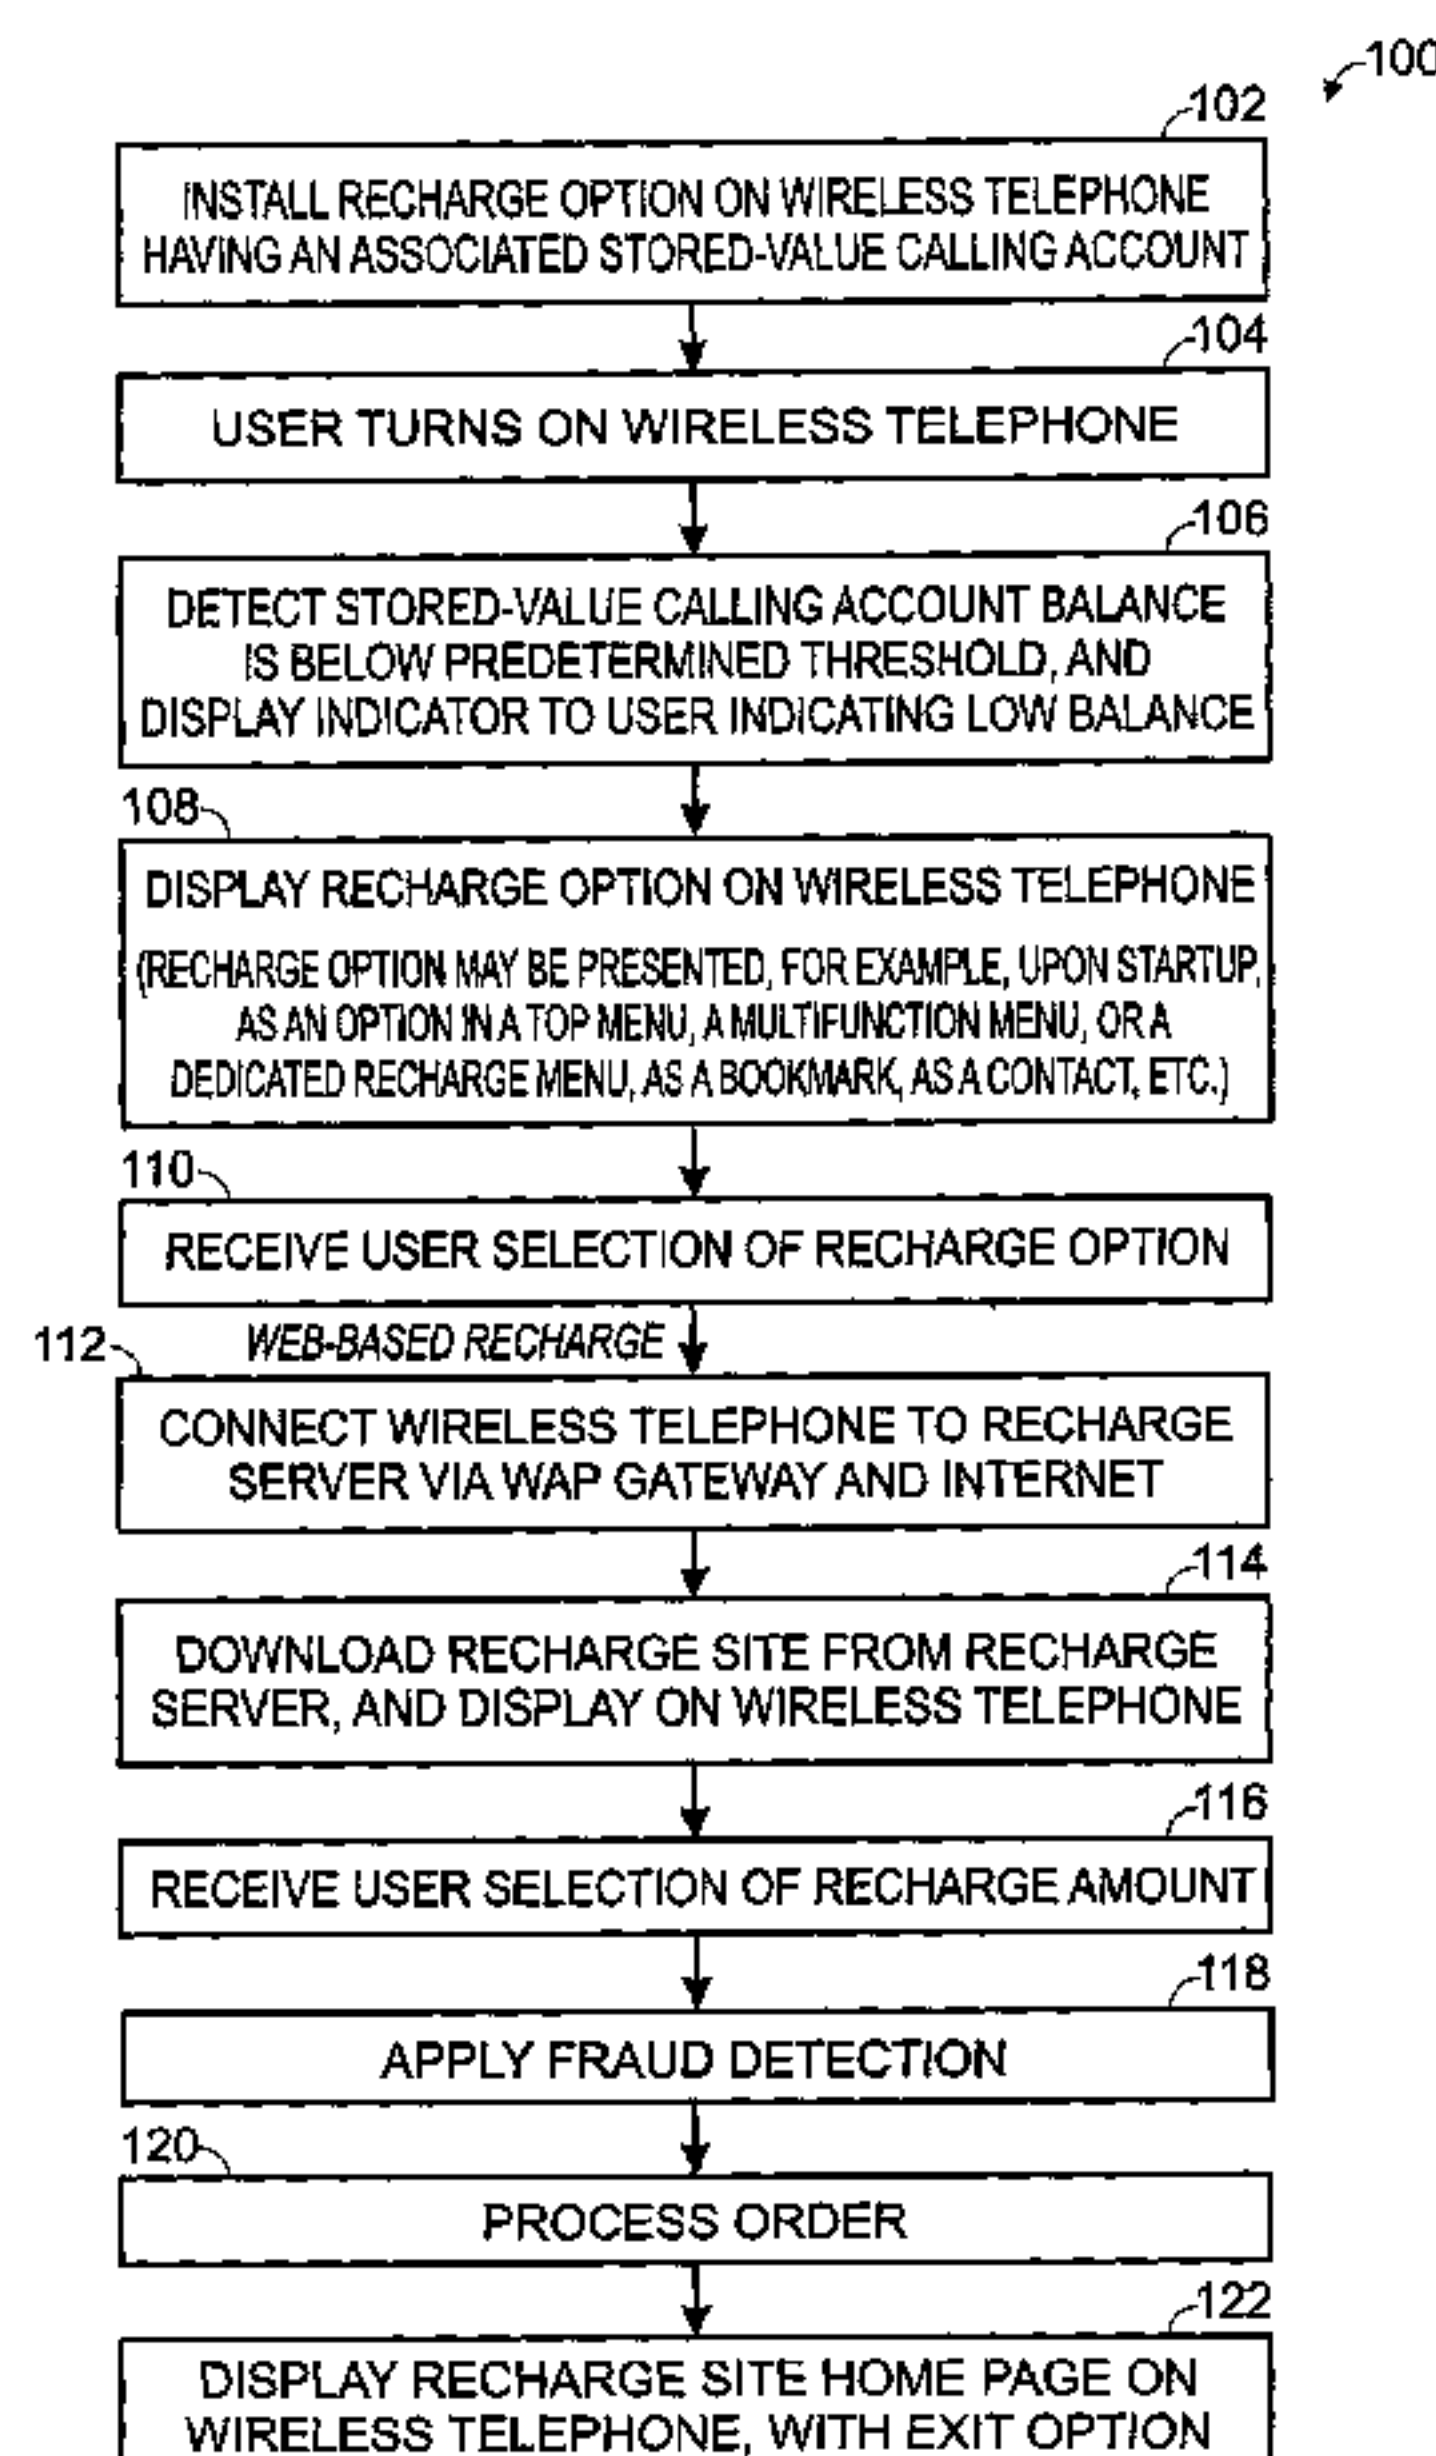 100
102
INSTALL RECHARGE OPTION ON WIRELESS TELEPHONE
HAVING AN ASSOCIATED STORED-VALUE CALLING ACCOUNT
104
USER TURNS ON WIRELESS TELEPHONE
106
DETECT STORED-VALUE CALLING ACCOUNT BALANCE
IS BELOW PREDETERMINED THRESHOLD, AND
DISPLAY INDICATOR TO USER INDICATING LOW BALANCE
108
DISPLAY RECHARGE OPTION ON WIRELESS TELEPHONE
(RECHARGE OPTION MAY BE PRESENTED, FOR EXAMPLE, UPON STARTUP,
AS AN OPTION IN A TOP MENU, A MULTIFUNCTION MENU, OR A
DEDICATED RECHARGE MENU, AS A BOOKMARK, AS A CONTACT, ETC.)
110
RECEIVE USER SELECTION OF RECHARGE OPTION
WEB-BASED RECHARGE
112
CONNECT WIRELESS TELEPHONE TO RECHARGE
SERVER VIA WAP GATEWAY AND INTERNET
114
DOWNLOAD RECHARGE SITE FROM RECHARGE
SERVER, AND DISPLAY ON WIRELESS TELEPHONE
116
RECEIVE USER SELECTION OF RECHARGE AMOUNT
118
APPLY FRAUD DETECTION
120
PROCESS ORDER
122
DISPLAY RECHARGE SITE HOME PAGE ON
WIRELESS TELEPHONE, WITH EXIT OPTION